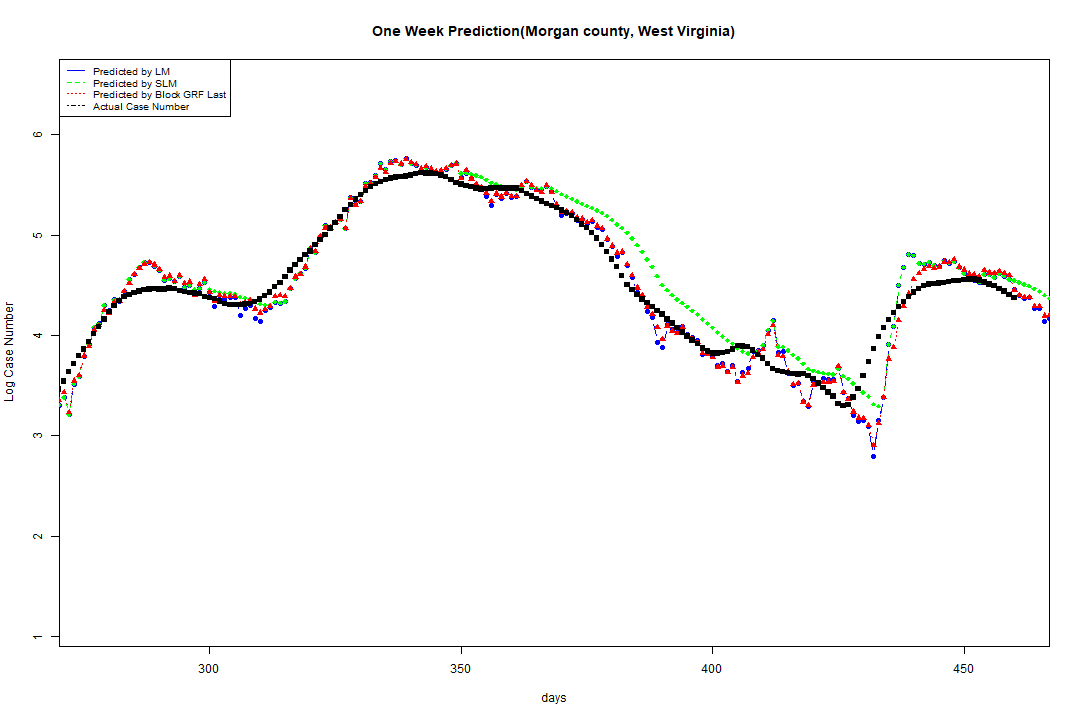 One Week Prediction(Morgan county, West Virginia)
Predicted by LM
Predicted by SLM
Predicted by Block GRF Last
Actual Case Number
6
5
4
3
2
1
Log Case Number
300
350
400
450
days